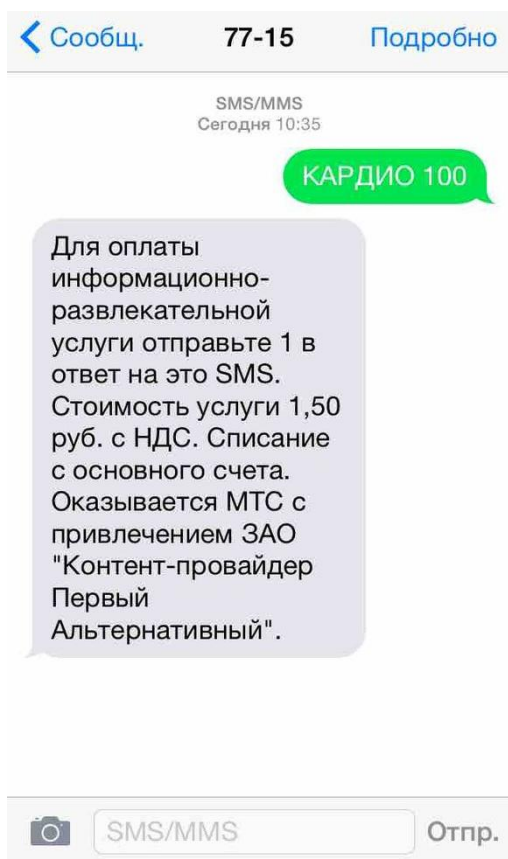 Сообщ. 77-15 Подробно
SMS/MMS
Сегодня 10:35
КАРДИО 100
Для оплаты
информационно-
развлекательной
услуги отправьте 1 в
ответ на это SMS.
Стоимость услуги 1,50
руб. с НДС. Списание
с основного счета.
Оказывается МТС с
привлечением ЗАО
"Контент-провайдер
Первый
Альтернативный".
SMS/MMS Отпр.